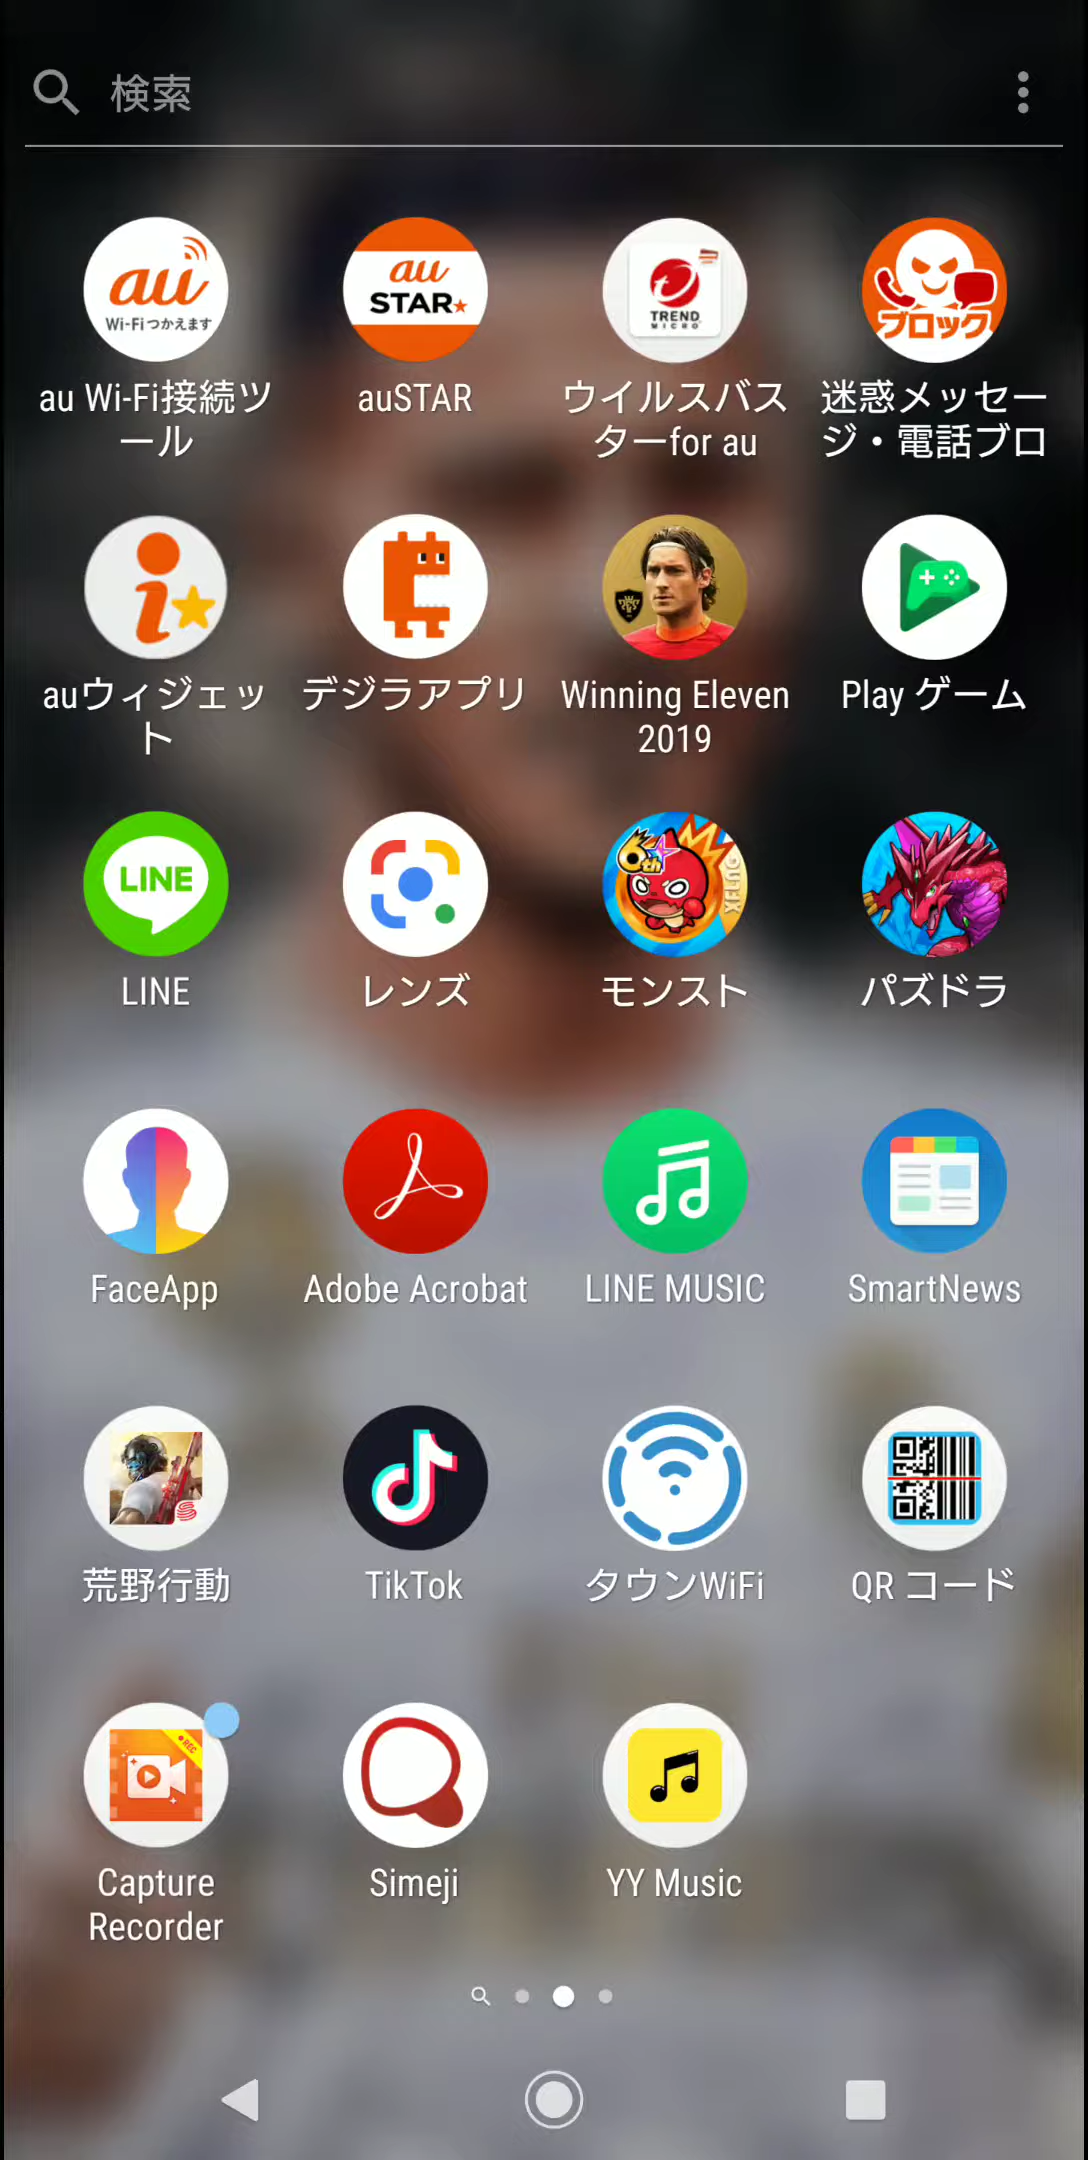 検索
au
Wi-Fiつかえます
au
STAR
TREND
MICRO
ブロック
au Wi-Fi接続ツ
ール
auSTAR
ウイルスバス
ターfor au
迷惑メッセー
ジ・電話ブロ
auウィジェッ
ト
デジラアプリ
Winning Eleven
2019
Play ゲーム
LINE
6th
LINE
レンズ
モンスト
パズドラ
FaceApp
Adobe Acrobat
LINE MUSIC
SmartNews
荒野行動
TikTok
タウンWiFi
QR コード
REC
Capture
Recorder
Simeji
YY Music